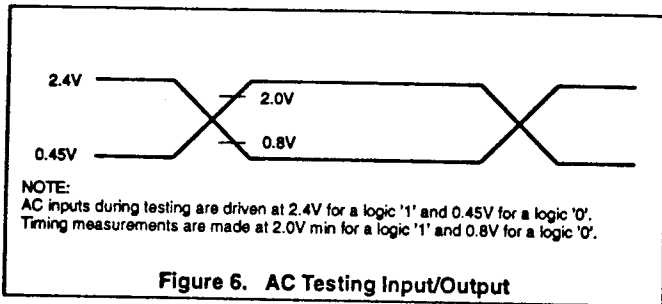 2.4V
2.0V
0.8V
0.45V
NOTE:
AC inputs during testing are driven at 2.4V for a logic '1' and 0.45V for a logic '0'.
Timing measurements are made at 2.0V min for a logic '1' and 0.8V for a logic '0'.
Figure 6. AC Testing Input/Output